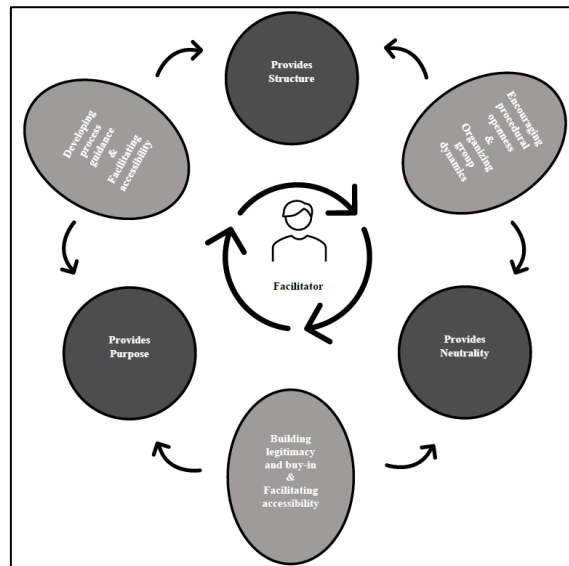 Provides
Structure
Developing
process
guidance
&
Facilitating
accessibility
Encouraging
procedural
openness
&
Organizing
group
dynamics
Facilitator
Provides
Purpose
Provides
Neutrality
Building
legitimacy
and buy-in
&
Facilitating
accessibility